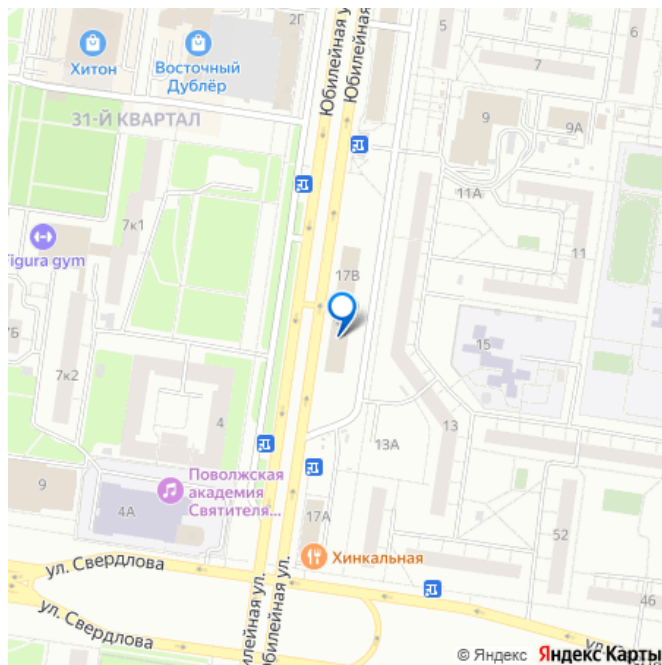 2Г
Юбилейная у
Юбилейная у
5
6
7
Хитон
Восточный
Дублёр
31-Й КВАРТАЛ
9
9А
11А
7к1
11
Figura gym
17В
7Б
15
7к2
4
13
13А
Поволжская
академия
Святителя...
9
4А
17А
52
Хинкальная
ул. Свердлова
46
ул. Свердлова
Юбилейная ул.
Юбилейная ул.
© Яндекс Яндекс Карты